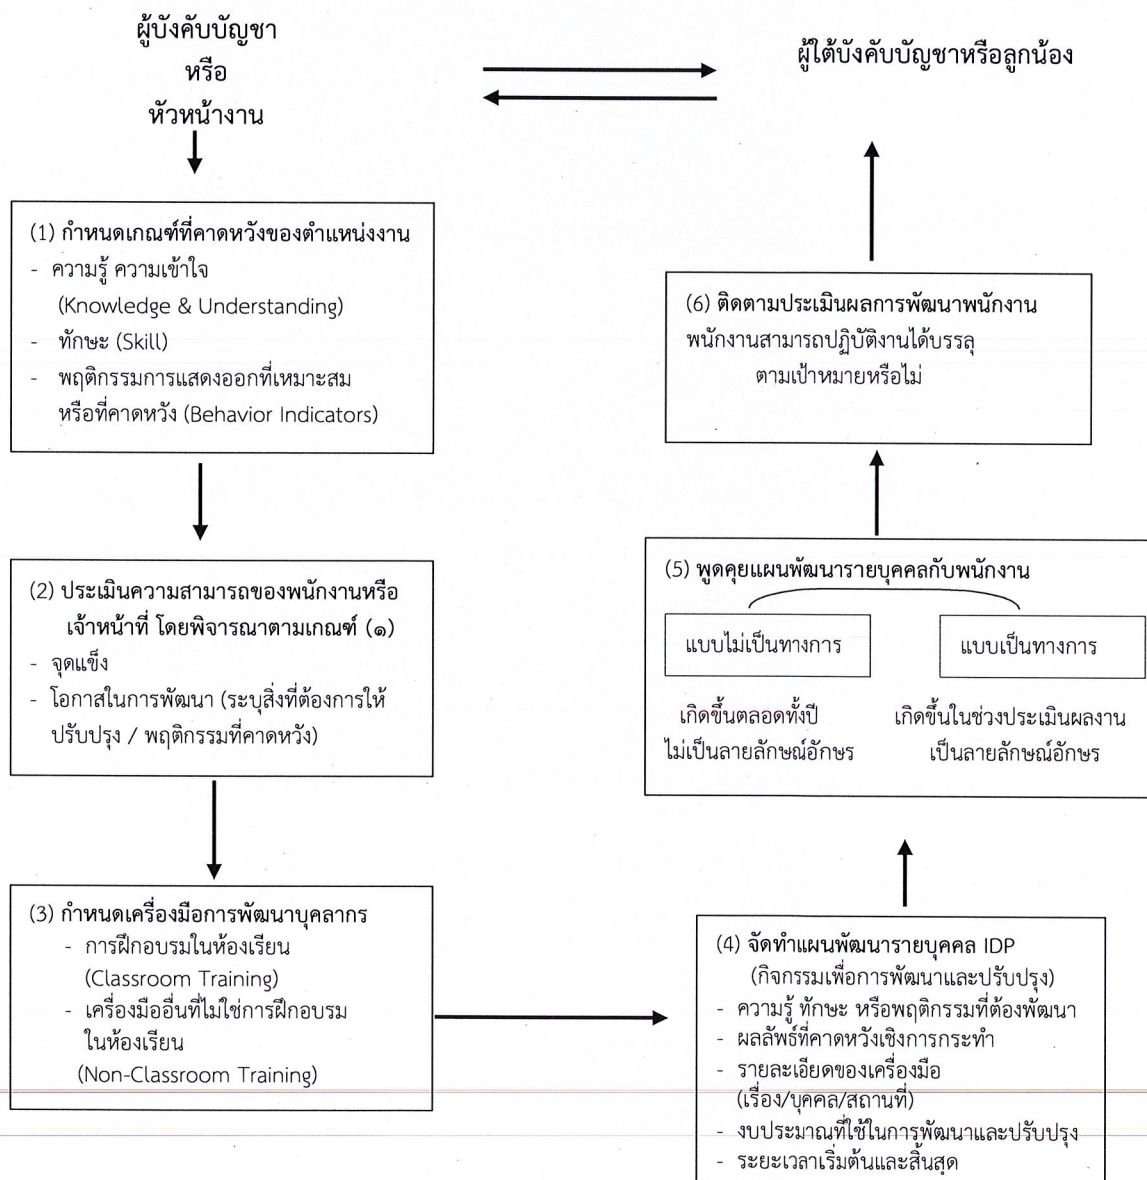 ผู้บังคับบัญชา
หรือ
หัวหน้างาน
ผู้ใต้บังคับบัญชาหรือลูกน้อง
(1) กำหนดเกณฑ์ที่คาดหวังของตำแหน่งงาน
- ความรู้ ความเข้าใจ
(Knowledge & Understanding)
- ทักษะ (Skill)
- พฤติกรรมการแสดงออกที่เหมาะสม
หรือที่คาดหวัง (Behavior Indicators)
(2) ประเมินความสามารถของพนักงานหรือ
เจ้าหน้าที่ โดยพิจารณาตามเกณฑ์ (๑)
- จุดแข็ง
- โอกาสในการพัฒนา (ระบุสิ่งที่ต้องการให้
ปรับปรุง / พฤติกรรมที่คาดหวัง)
(3) กำหนดเครื่องมือการพัฒนาบุคลากร
- การฝึกอบรมในห้องเรียน
(Classroom Training)
- เครื่องมืออื่นที่ไม่ใช่การฝึกอบรม
ในห้องเรียน
(Non-Classroom Training)
(4) จัดทำแผนพัฒนารายบุคคล IDP
(กิจกรรมเพื่อการพัฒนาและปรับปรุง)
- ความรู้ ทักษะ หรือพฤติกรรมที่ต้องพัฒนา
- ผลลัพธ์ที่คาดหวังเชิงการกระทำ
- รายละเอียดของเครื่องมือ
(เรื่อง/บุคคล/สถานที่)
- งบประมาณที่ใช้ในการพัฒนาและปรับปรุง
- ระยะเวลาเริ่มต้นและสิ้นสุด
(5) พูดคุยแผนพัฒนารายบุคคลกับพนักงาน
แบบไม่เป็นทางการ
เกิดขึ้นตลอดทั้งปี
ไม่เป็นลายลักษณ์อักษร
แบบเป็นทางการ
เกิดขึ้นในช่วงประเมินผลงาน
เป็นลายลักษณ์อักษร
(6) ติดตามประเมินผลการพัฒนาพนักงาน
พนักงานสามารถปฏิบัติงานได้บรรลุ
ตามเป้าหมายหรือไม่